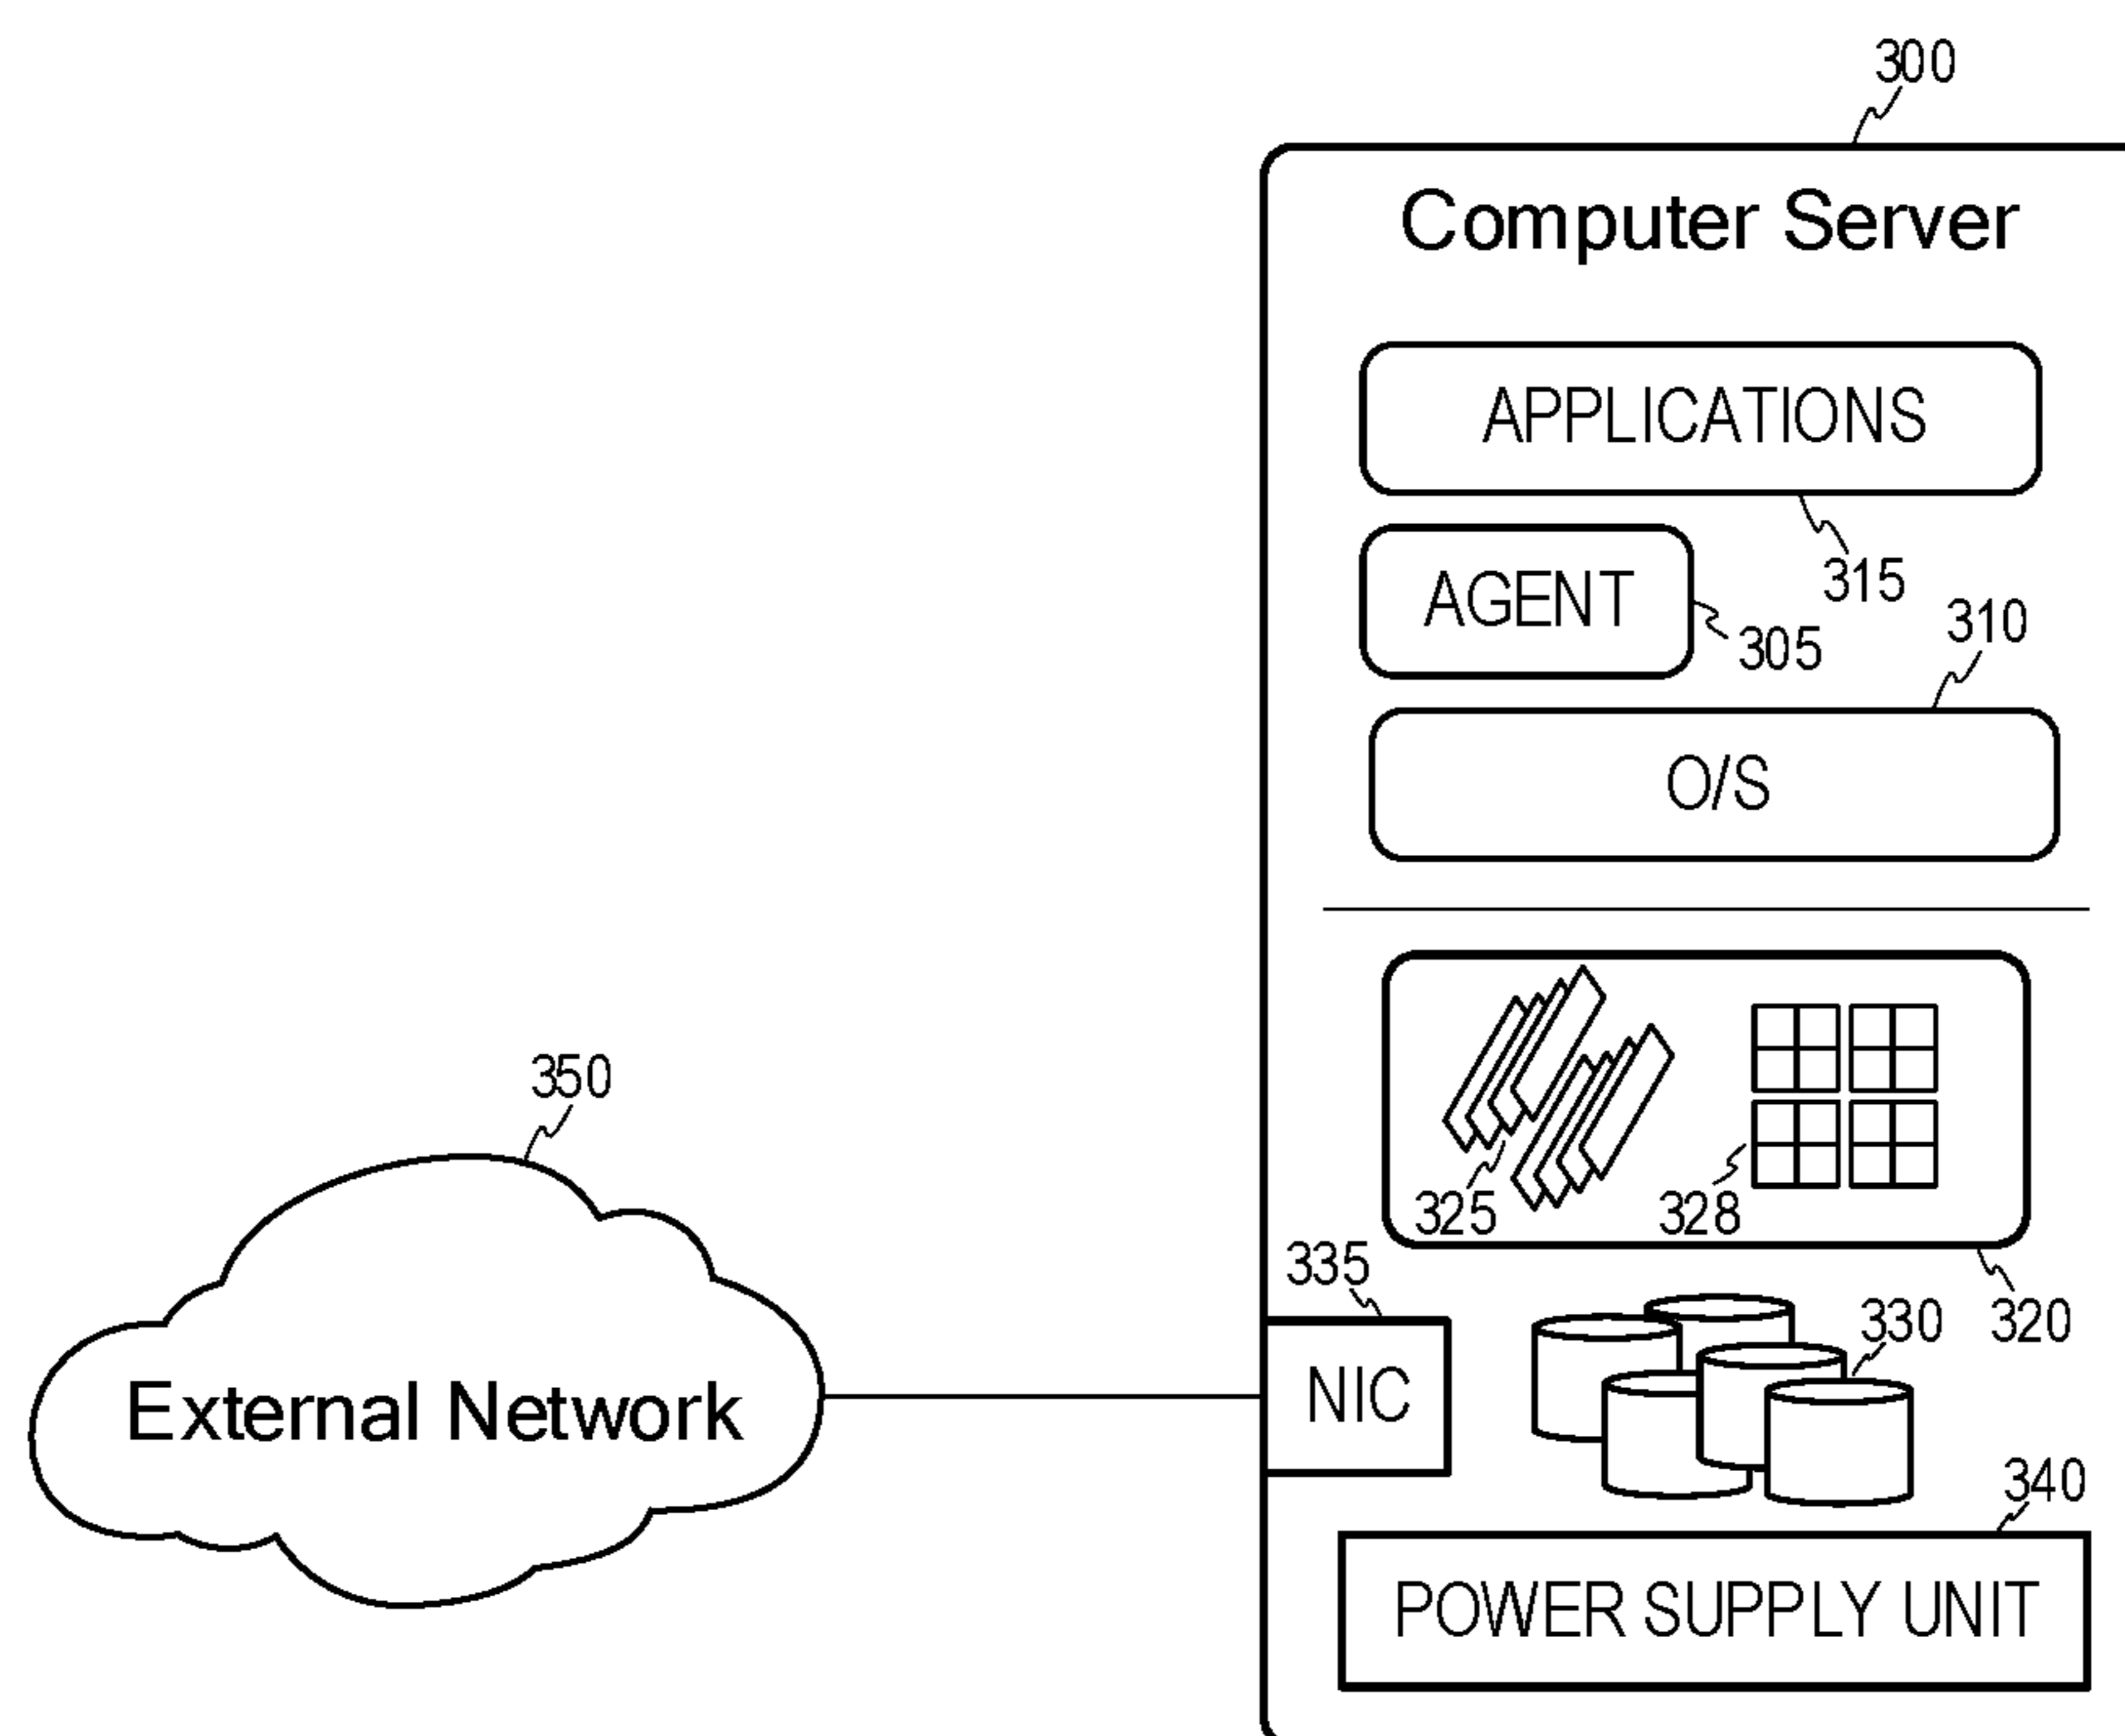 300
Computer Server
APPLICATIONS
315
AGENT
305
310
O/S
325
328
320
335
NIC
330
340
POWER SUPPLY UNIT
350
External Network